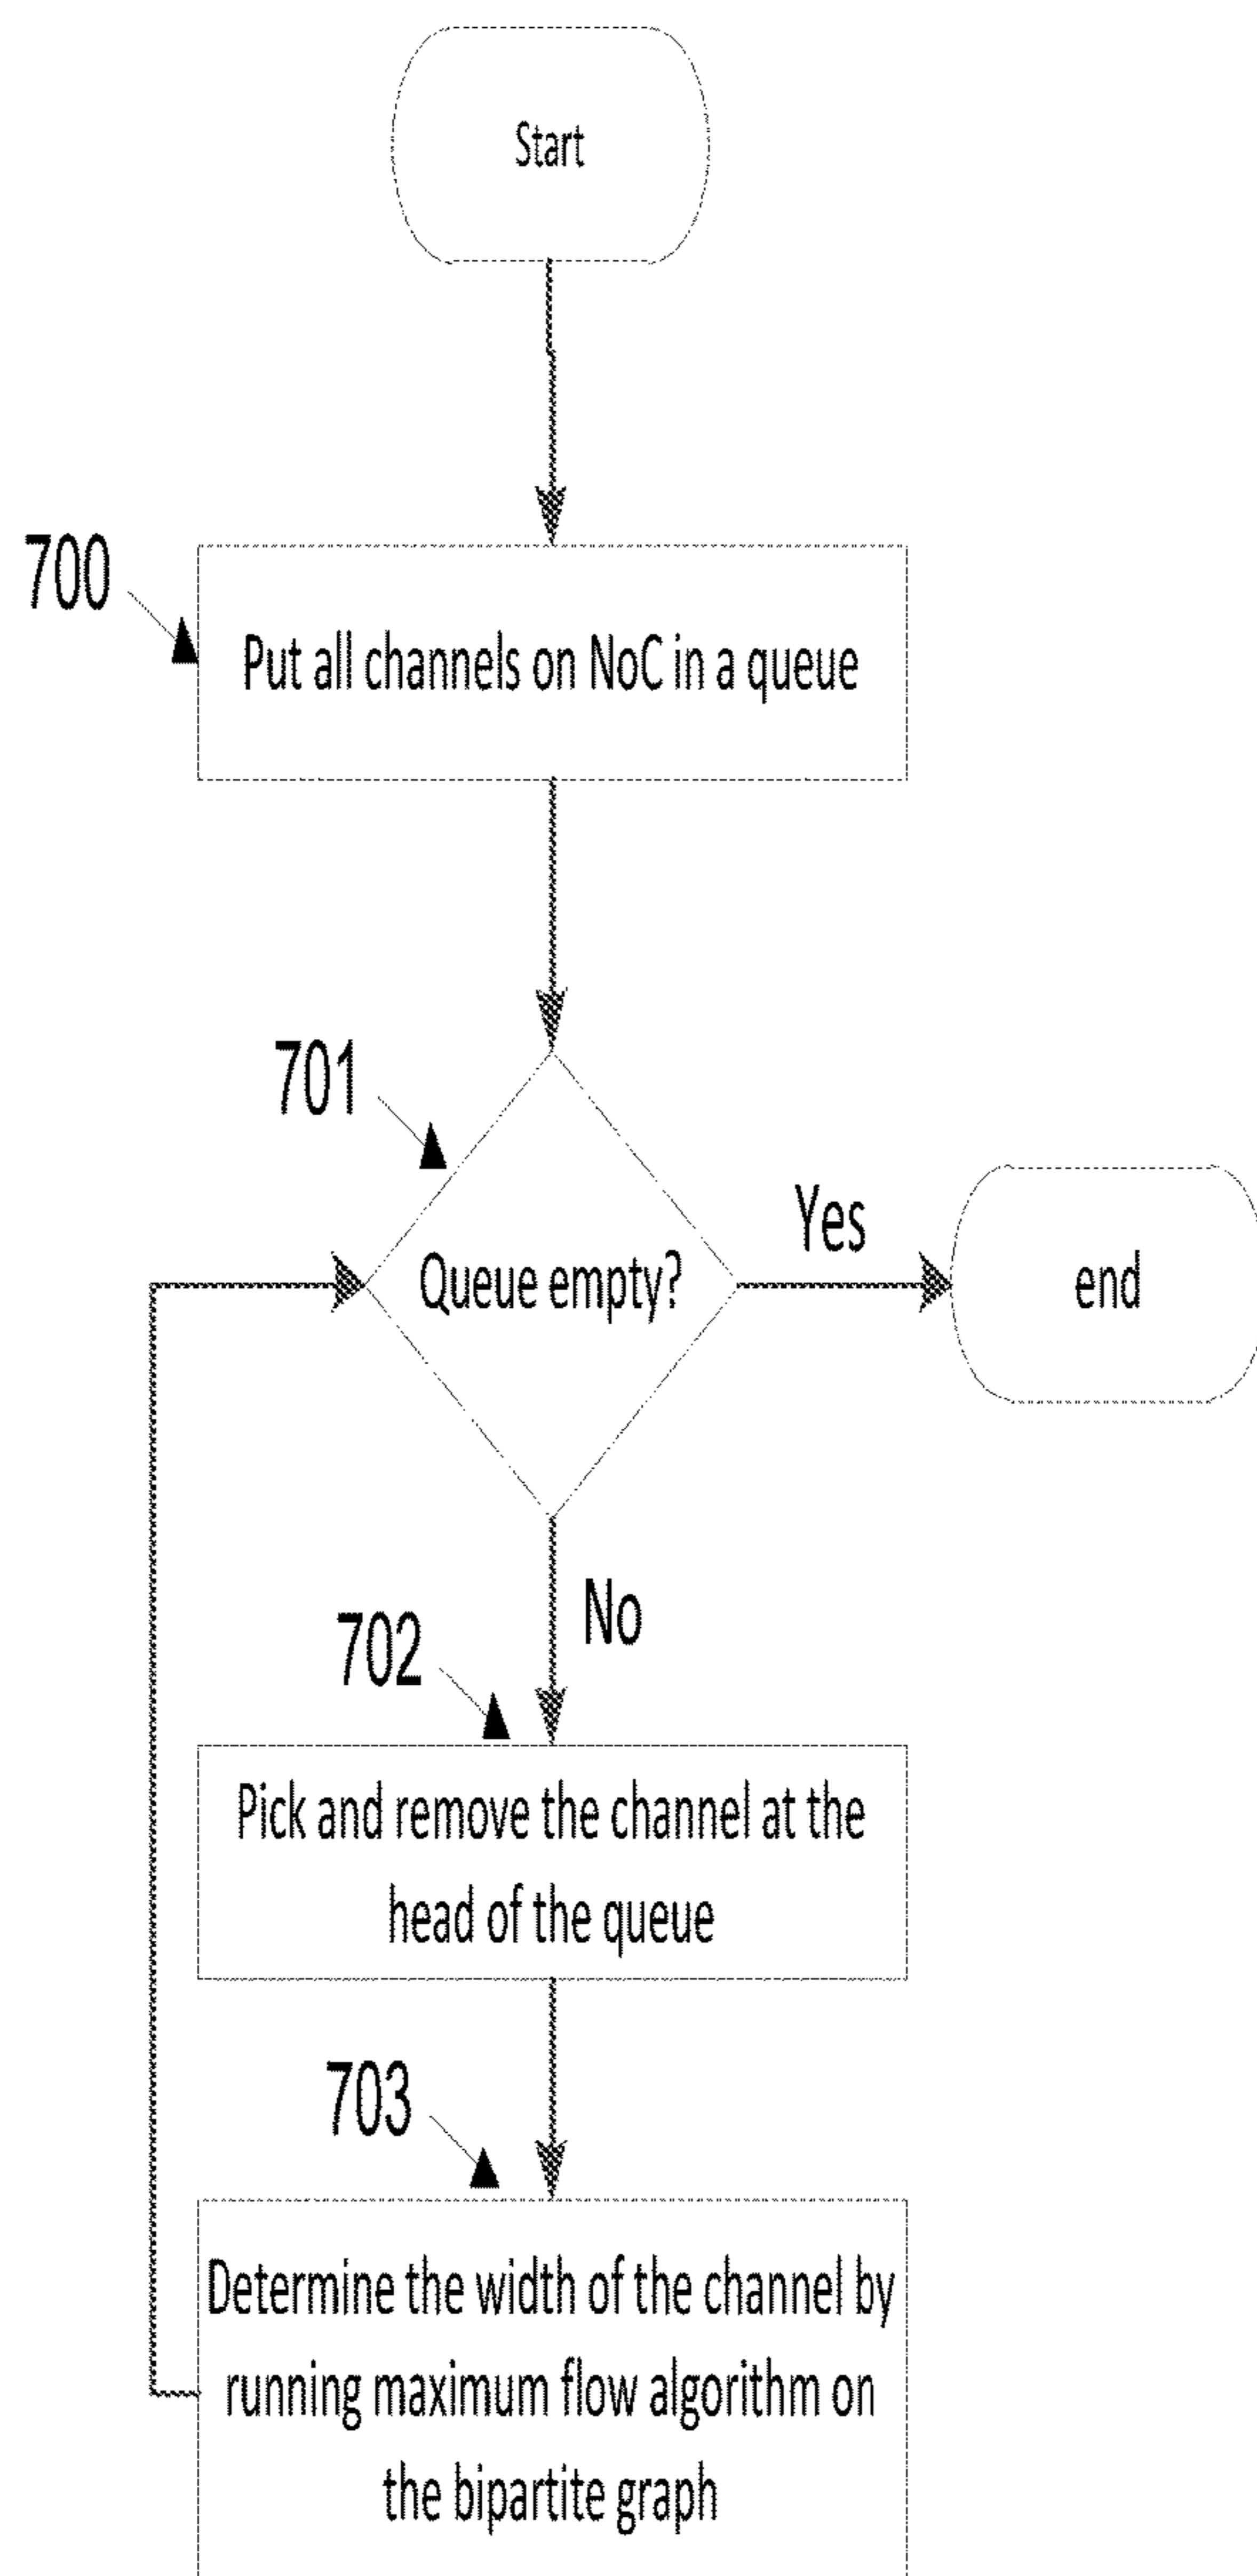 Start
700
Put all channels on NoC in a queue
701
Yes
Queue empty?
end
No
702
Pick and remove the channel at the
head of the queue
703
Determine the width of the channel by
running maximum flow algorithm on
the bipartite graph